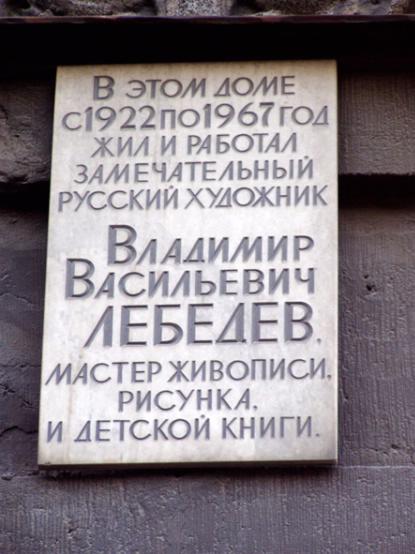 В ЭТОМ ДОМЕ
С 1922 ПО 1967 ГОД
ЖИЛ И РАБОТАЛ
ЗАМЕЧАТЕЛЬНЫЙ
РУССКИЙ ХУДОЖНИК
ВЛАДИМИР
ВАСИЛЬЕВИЧ
ЛЕБЕДЕВ.
МАСТЕР ЖИВОПИСИ,
РИСУНКА,
И ДЕТСКОЙ КНИГИ.